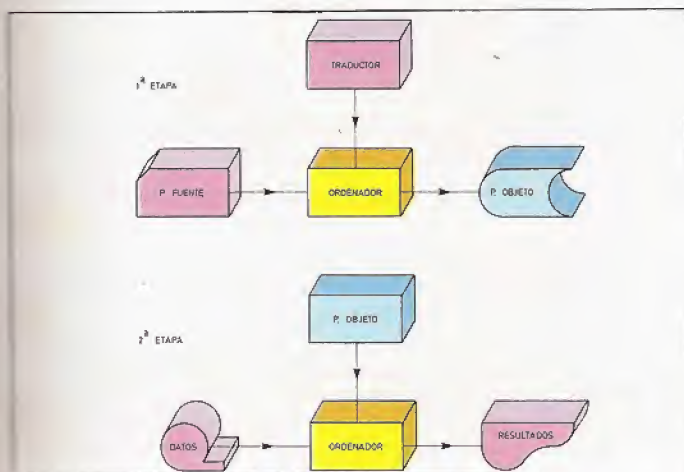 TRADUCTOR
1ª ETAPA
P FUENTE
ORDENADOR
P. OBJETO
P. OBJETO
2ª ETAPA
DATOS
ORDENADOR
RESULTADOS